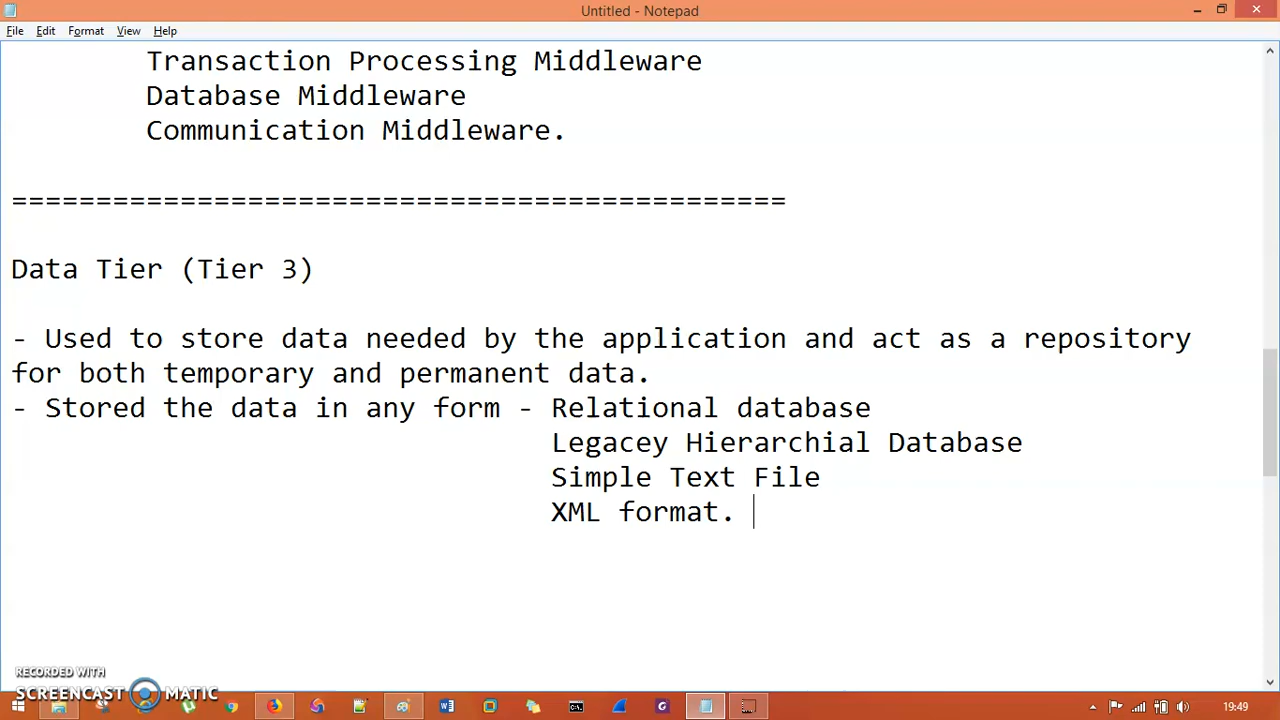 Untitled - Notepad
File Edit Format View Help
Transaction Processing Middleware
Database Middleware
Communication Middleware.
==============================================
Data Tier (Tier 3)
- Used to store data needed by the application and act as a repository
for both temporary and permanent data.
- Stored the data in any form - Relational database
Legacey Hierarchial Database
Simple Text File
XML format.
RECORDED WITH
SCREENCAST MATIC
19:49